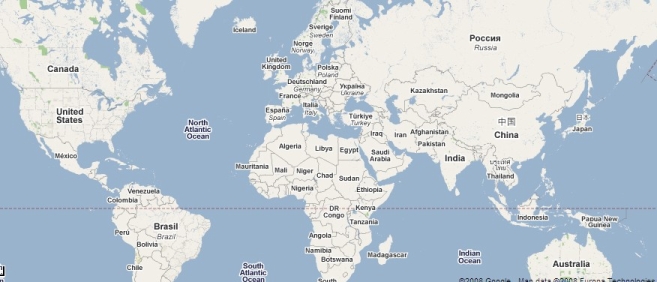 Suomi
Finland
Iceland
Sverige
Sweden
Norge
Norway
Россия
Russia
Canada
United
Kingdom
Polska
Poland
Deutschland
Germany
Україна
Ukraine
France
Kazakhstan
Mongolia
United
States
España
Spain
Italia
Italy
Türkiye
Turkey
中国
China
日本
Japan
North
Atlantic
Ocean
Iraq
Iran
Afghanistan
Pakistan
Algeria
Libya
Egypt
Saudi
Arabia
India
México
Mauritania
Mali
Niger
Chad
Sudan
Thailand
Nigeria
Ethiopia
Venezuela
Colombia
DR
Congo
Kenya
Indonesia
Papua New
Guinea
Tanzania
Brasil
Brazil
Perú
Bolivia
Angola
Namibia
Botswana
Madagascar
Indian
Ocean
Chile
South
Atlantic
Ocean
South
Australia
©2008 Google - Map data ©2008 Europa Technologies